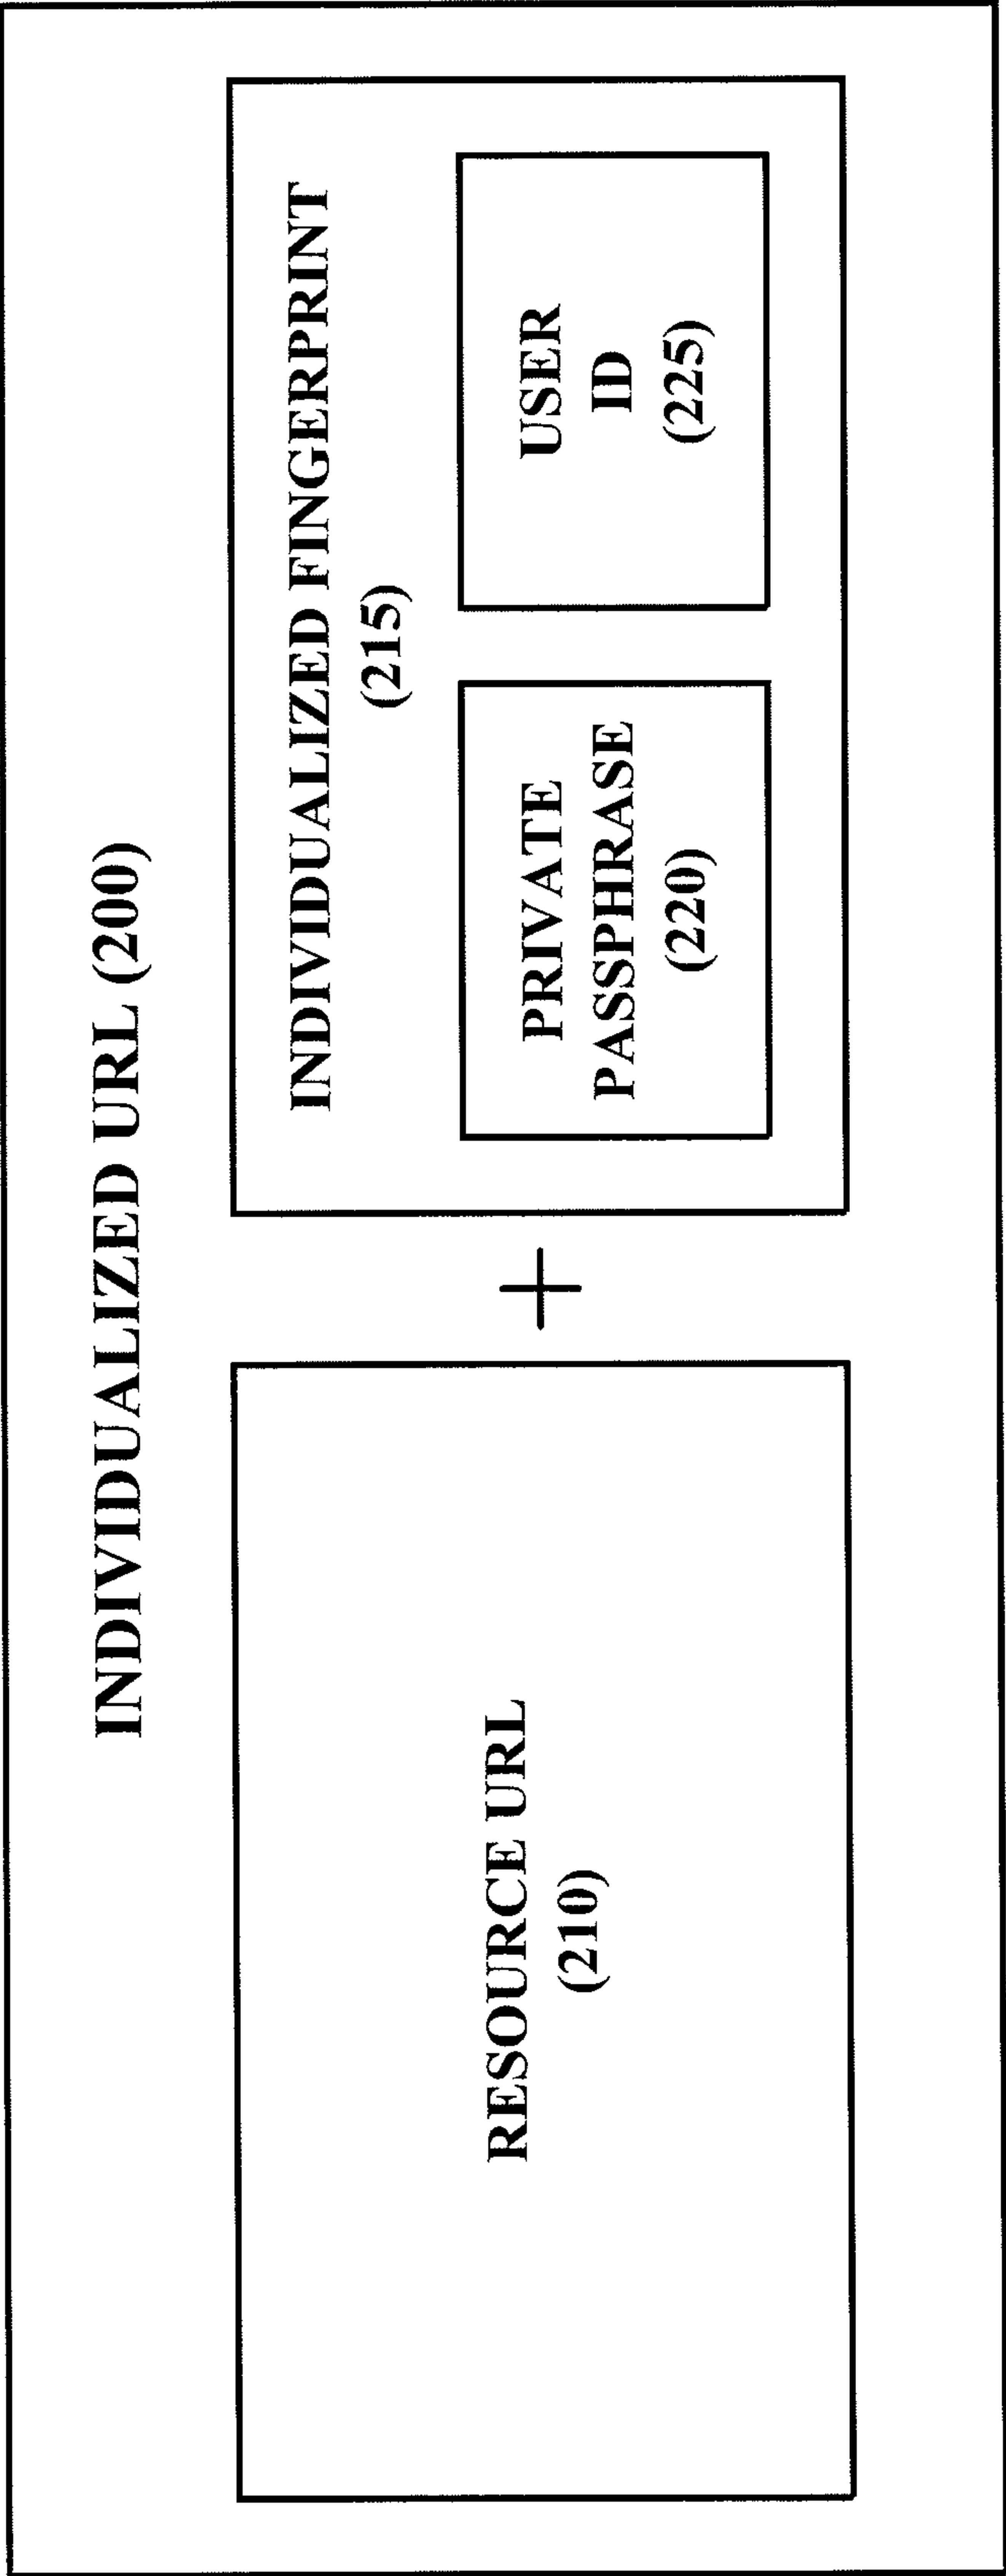 INDIVIDUALIZED URL (200)
RESOURCE URL
(210)
+
INDIVIDUALIZED FINGERPRINT
(215)
PRIVATE
PASSPHRASE
(220)
USER
ID
(225)